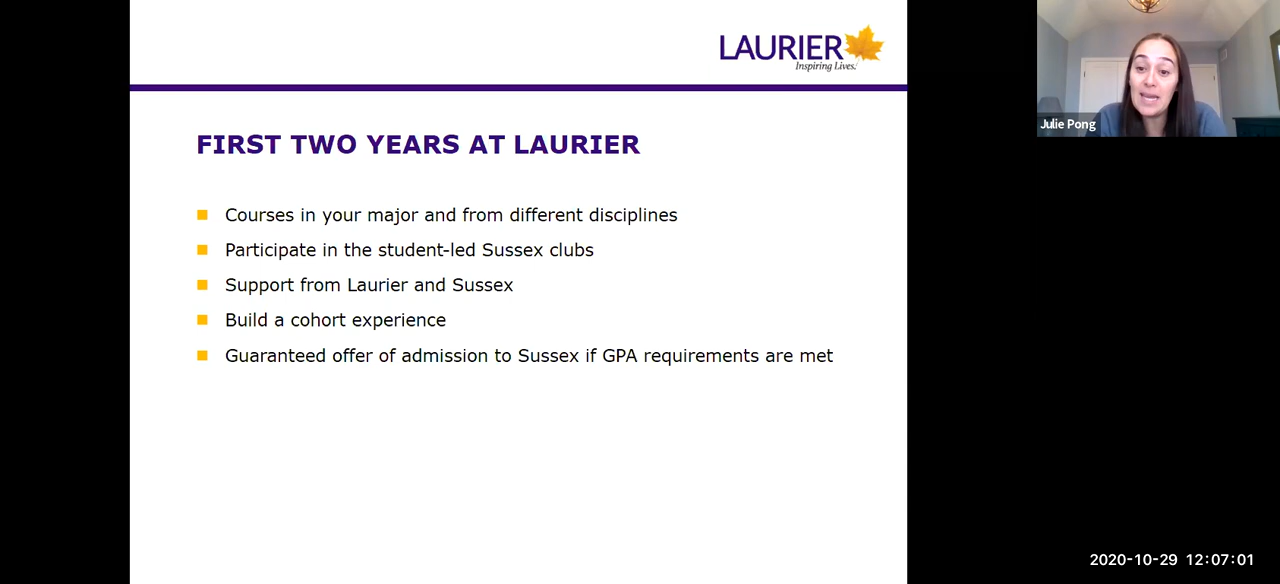 LAURIER
Inspiring Lives.
FIRST TWO YEARS AT LAURIER
Courses in your major and from different disciplines
Participate in the student-led Sussex clubs
Support from Laurier and Sussex
Build a cohort experience
Guaranteed offer of admission to Sussex if GPA requirements are met
Julie Pong
2020-10-29 12:07:01